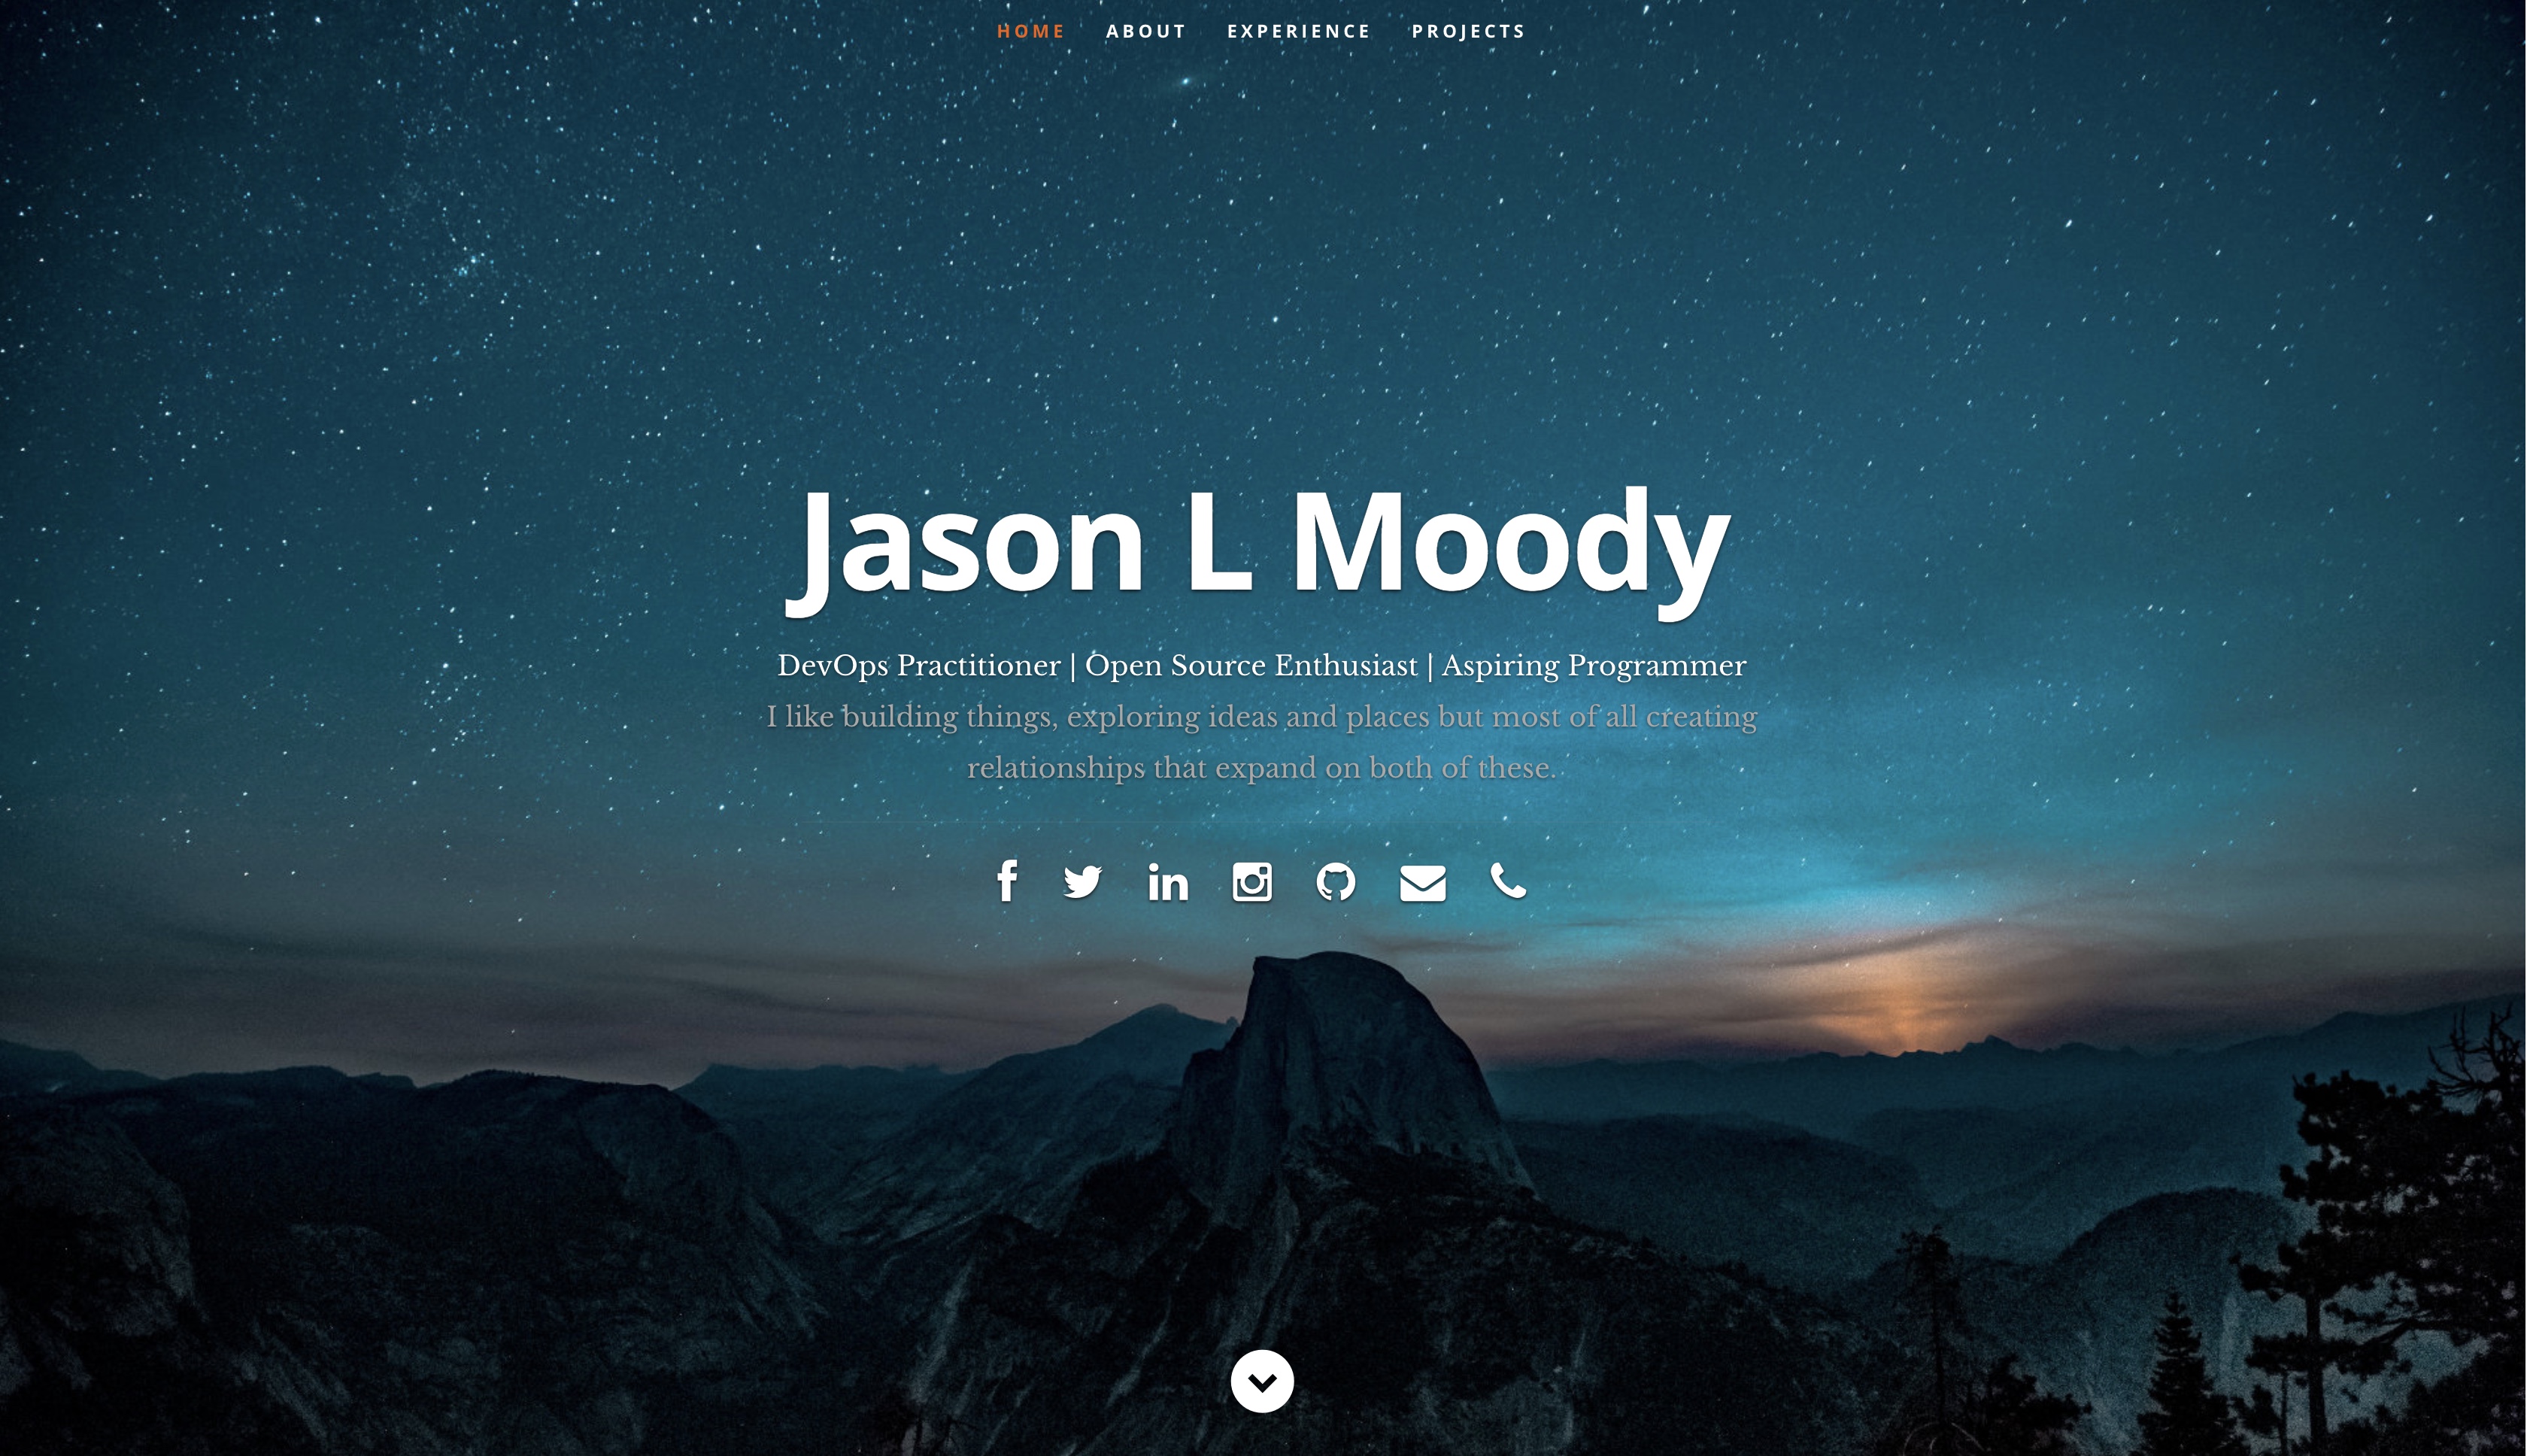 HOME ABOUT EXPERIENCE PROJECTS
Jason L Moody
DevOps Practitioner | Open Source Enthusiast | Aspiring Programmer
I like building things, exploring ideas and places but most of all creating
relationships that expand on both of these.